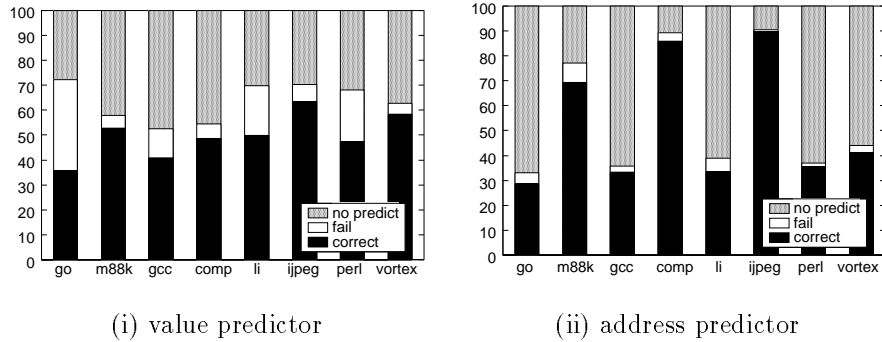 100
90
80
70
60
50
40
30
20
10
0
no predict
fail
correct
go m88k gcc comp li ijpeg perl vortex
(i) value predictor
100
90
80
70
60
50
40
30
20
10
0
no predict
fail
correct
go m88k gcc comp li ijpeg perl vortex
(ii) address predictor